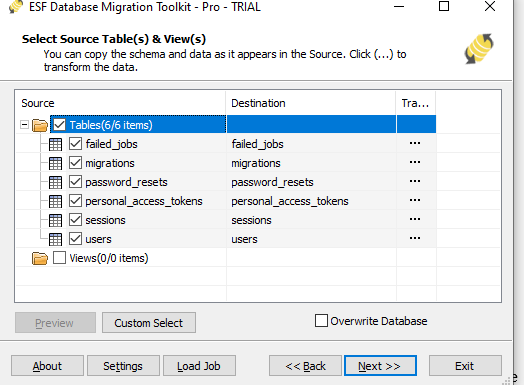 ESF Database Migration Toolkit - Pro - TRIAL
Select Source Table(s) & View(s)
You can copy the schema and data as it appears in the Source. Click (...) to
transform the data.
Source Destination Tra...
Tables(6/6 items)
failed_jobs failed_jobs ...
migrations migrations ...
password_resets password_resets ...
personal_access_tokens personal_access_tokens ...
sessions sessions ...
users users ...
Views(0/0 items)
Preview Custom Select Overwrite Database
About Settings Load Job << Back Next >> Exit
e